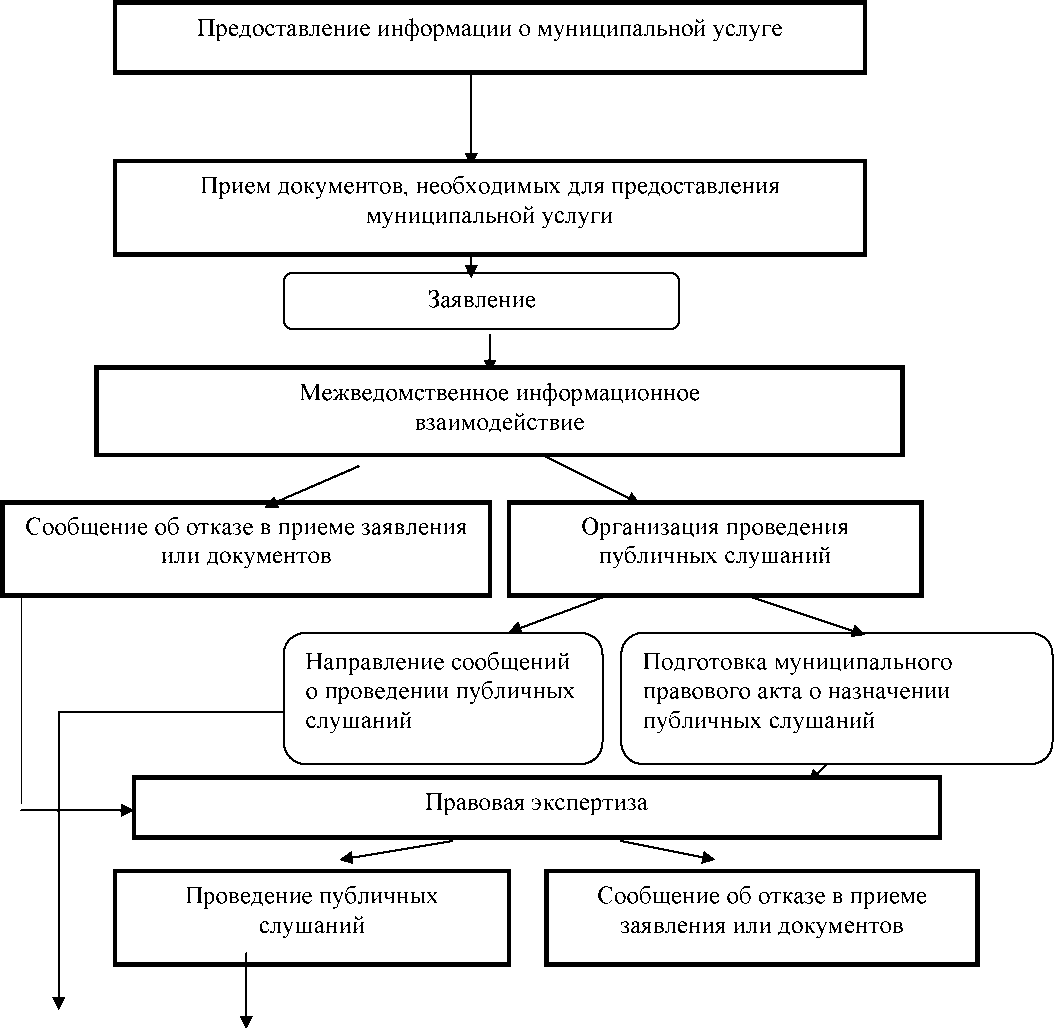 Предоставление информации о муниципальной услуге
Прием документов, необходимых для предоставления
муниципальной услуги
Заявление
Межведомственное информационное
взаимодействие
Сообщение об отказе в приеме заявления
или документов
Организация проведения
публичных слушаний
Направление сообщений
о проведении публичных
слушаний
Подготовка муниципального
правового акта о назначении
публичных слушаний
Правовая экспертиза
Проведение публичных
слушаний
Сообщение об отказе в приеме
заявления или документов